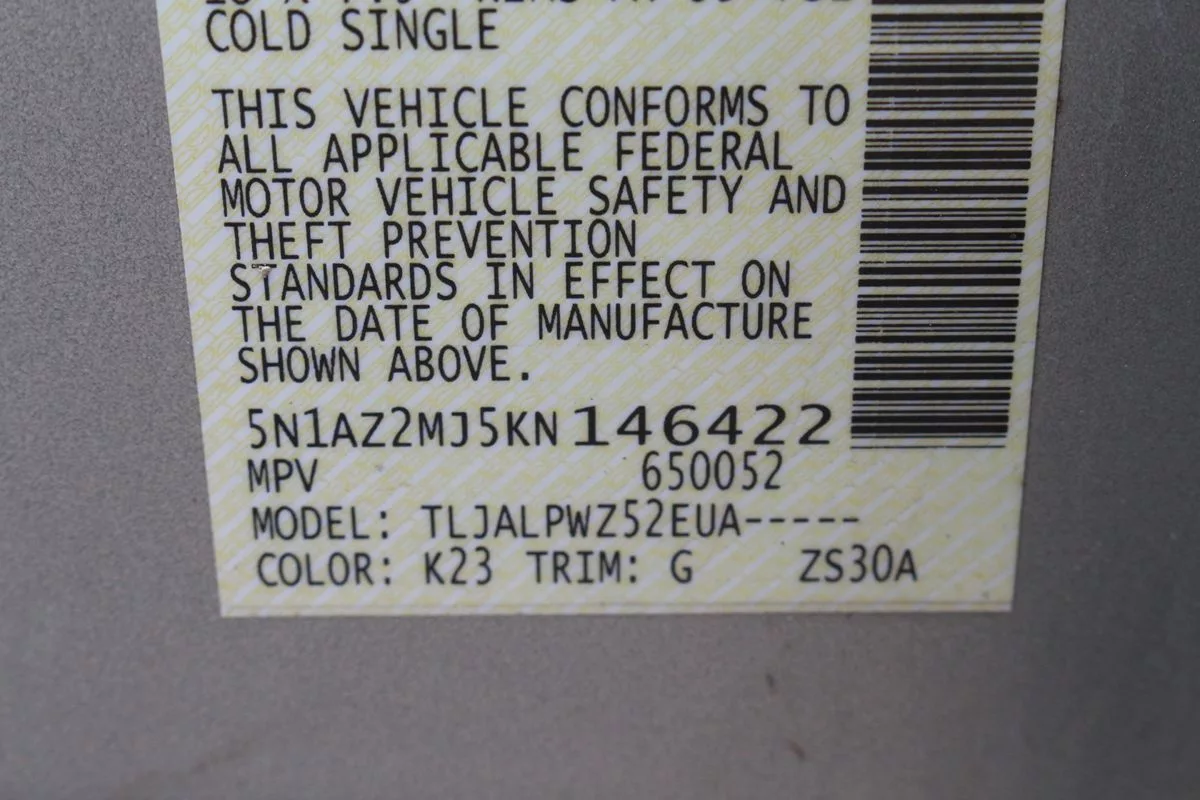 COLD SINGLE
THIS VEHICLE CONFORMS TO
ALL APPLICABLE FEDERAL
MOTOR VEHICLE SAFETY AND
THEFT PREVENTION
STANDARDS IN EFFECT ON
THE DATE OF MANUFACTURE
SHOWN ABOVE.
5N1AZ2MJ5KN146422
MPV 650052
MODEL: TLJALPWZ52EUA-----
COLOR: K23 TRIM: G ZS30A